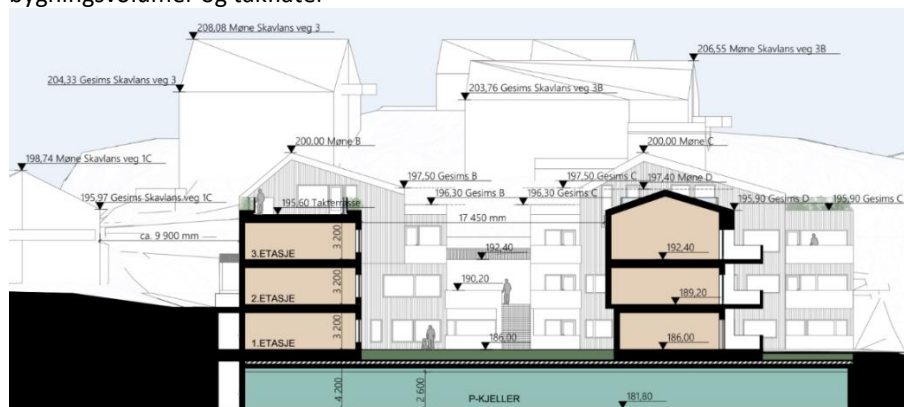 bygningsvolumer og takflater
208,08 Møne Skavlans veg 3
206,55 Møne Skavlans veg 3B
204,33 Gesims Skavlans veg 3
203,76 Gesims Skavlans veg 3B
200,00 Møne B
200,00 Møne C
198,74 Møne Skavlans veg 1C
197,50 Gesims B
197,50 Gesims C
197,40 Møne D
195,97 Gesims Skavlans veg 1C
196,30 Gesims B
196,30 Gesims C
195,90 Gesims D
195,90 Gesims C
195,60 Takterrasse
17 450 mm
ca. 9 900 mm
3.ETASJE
3 200
192,40
192,40
190,20
2.ETASJE
3 200
189,20
1.ETASJE
3 200
186,00
186,00
4 200
2 600
P-KJELLER
181,80